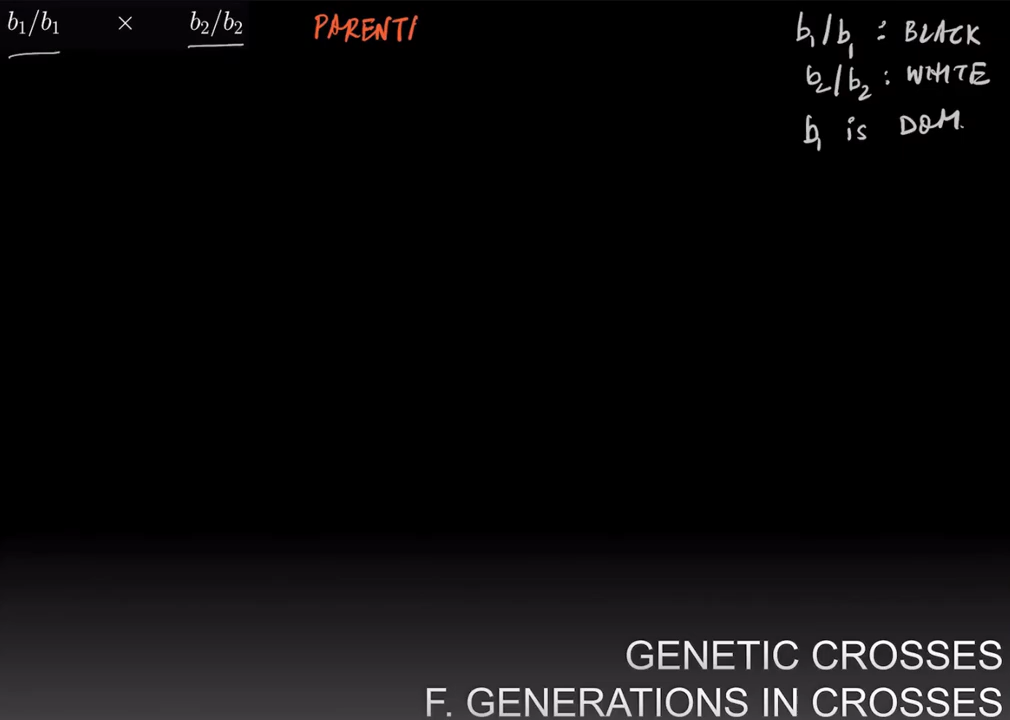 b₁/b₁ × b₂/b₂ PARENTI
b₁/b₁ : BLACK
b₂/b₂ : WHITE
b₁ is DOM.
GENETIC CROSSES
F. GENERATIONS IN CROSSES